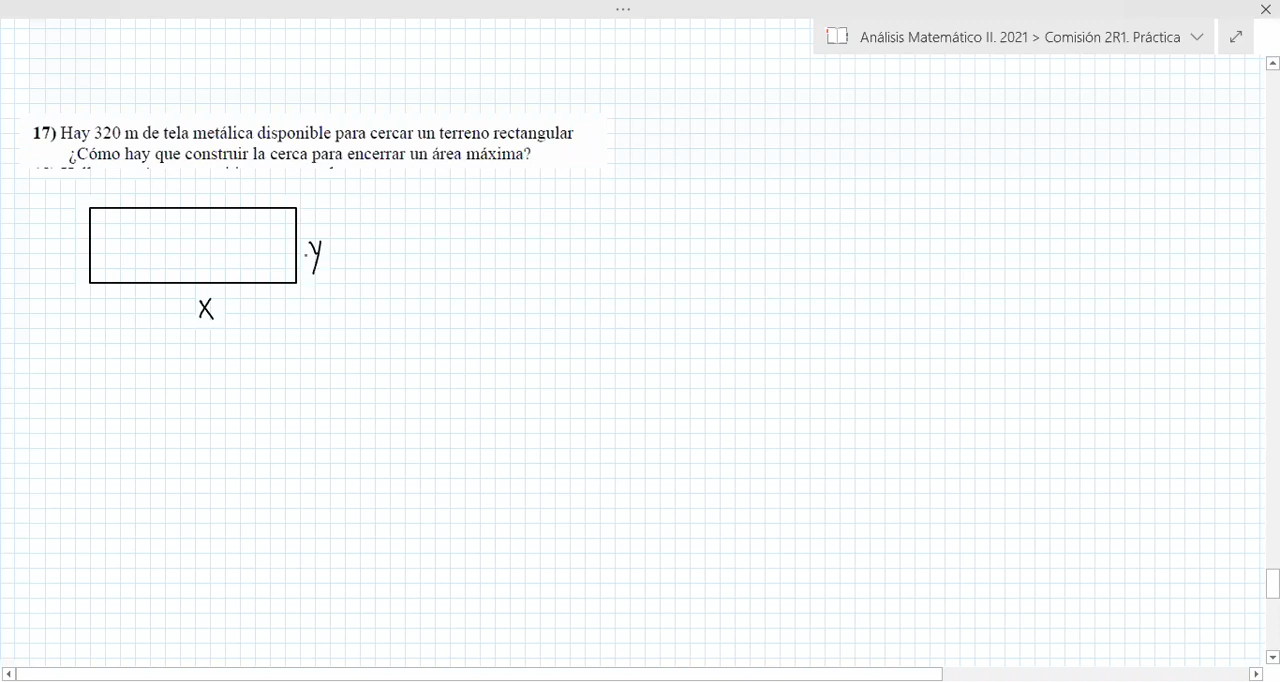 Análisis Matemático II. 2021 > Comisión 2R1. Práctica
17) Hay 320 m de tela metálica disponible para cercar un terreno rectangular
¿Cómo hay que construir la cerca para encerrar un área máxima?
y
x